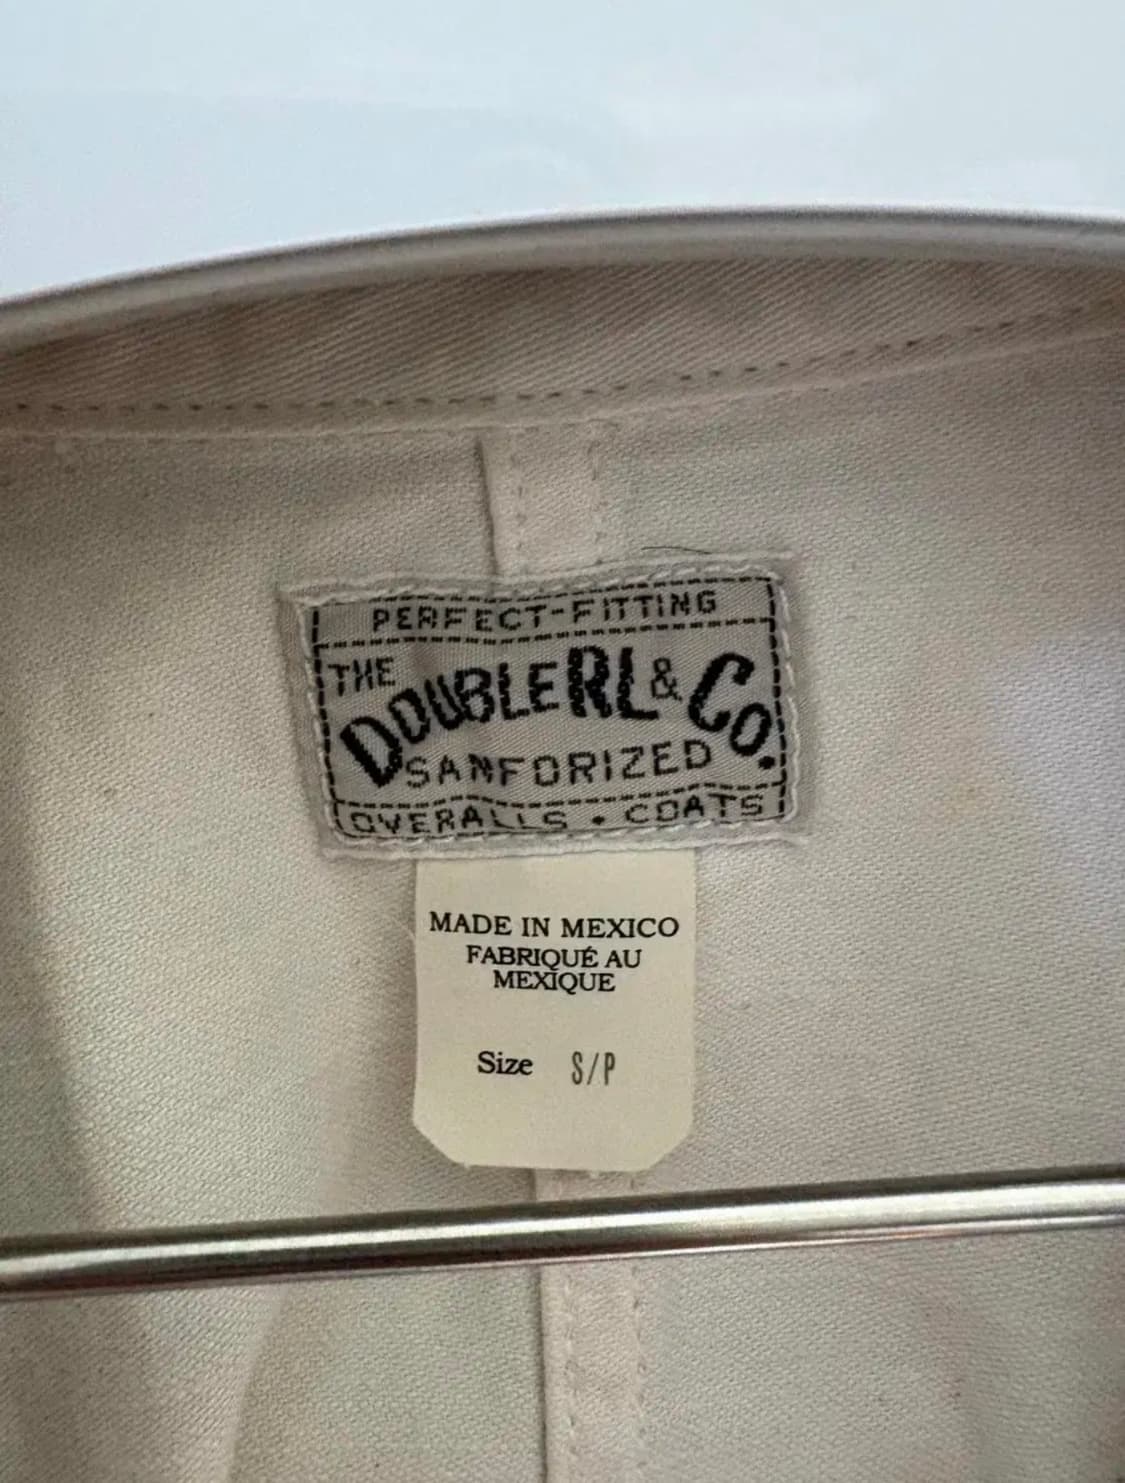 PERFECT-FITTING
THE
DOUBLE RL & Co.
SANFORIZED
OVERALLS • COATS
MADE IN MEXICO
FABRIQUÉ AU
MEXIQUE
Size S/P